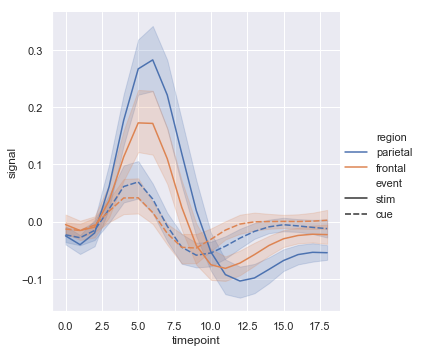 0.3
0.2
0.1
0.0
−0.1
signal
0.0 2.5 5.0 7.5 10.0 12.5 15.0 17.5
timepoint
region
parietal
frontal
event
stim
cue